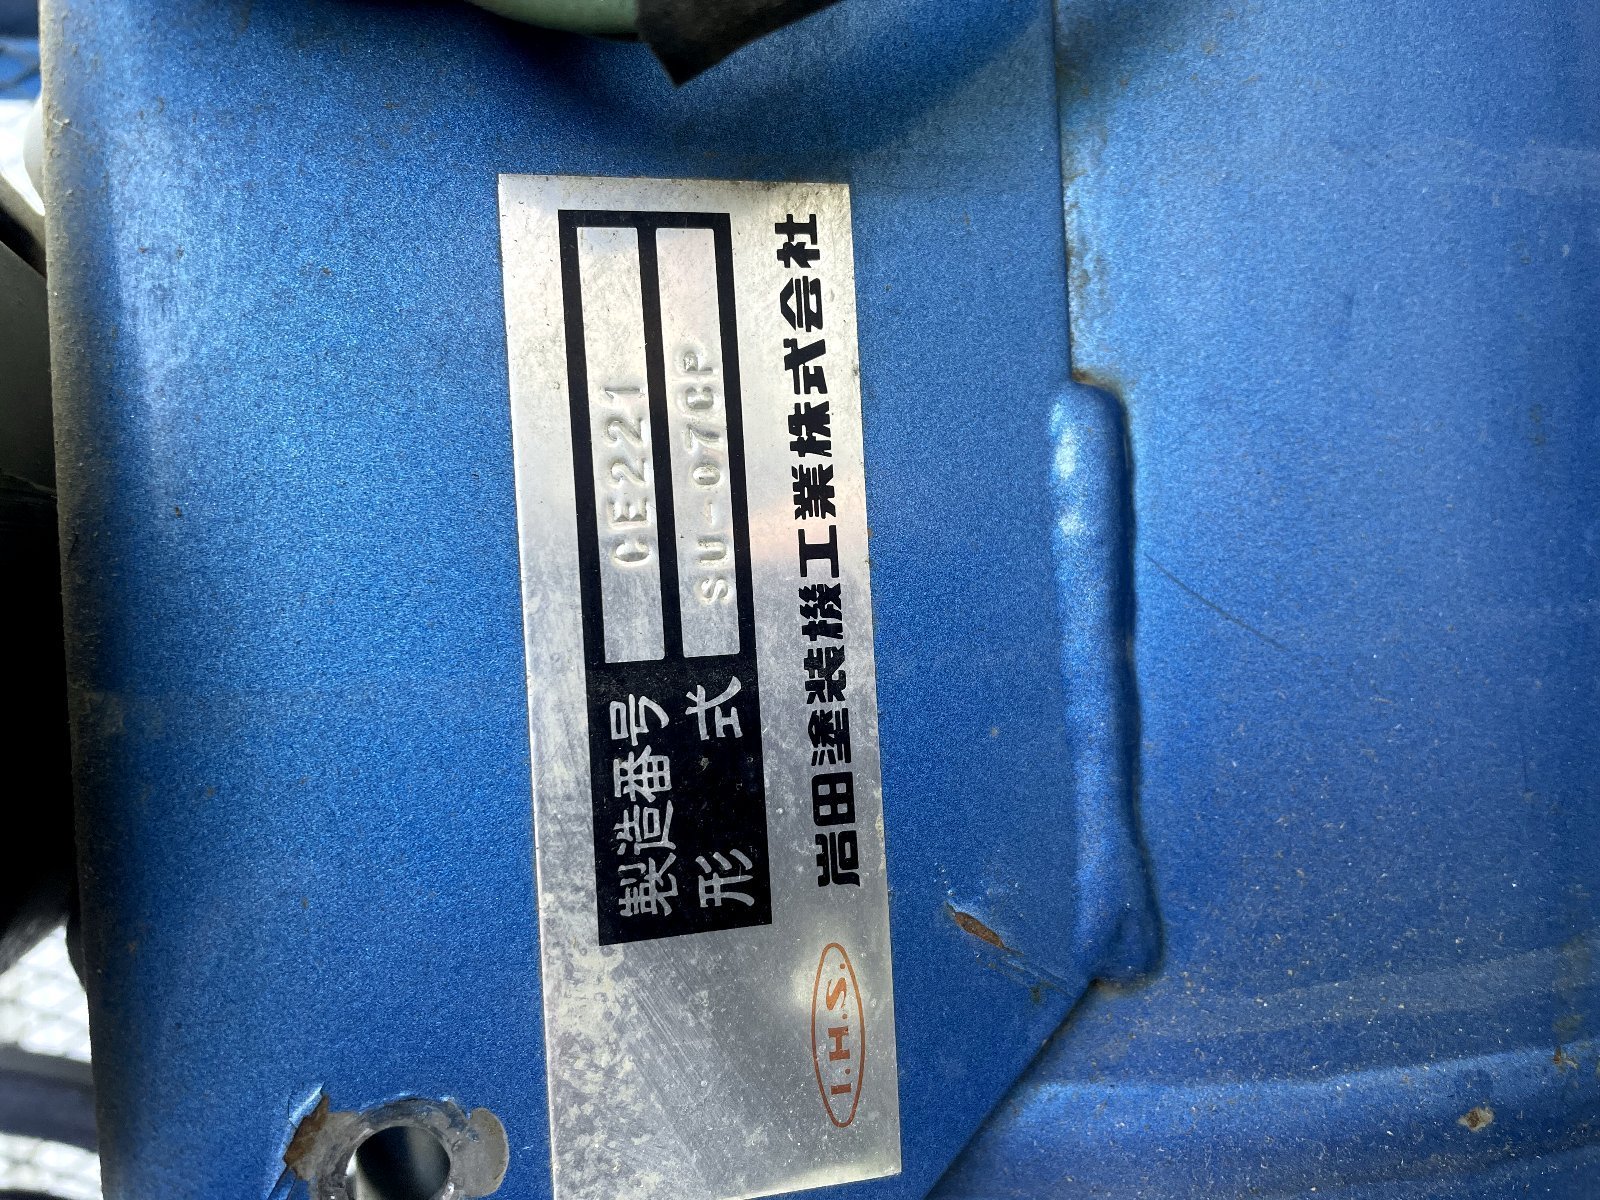 製造番号 CE221
形式 SU-07CP
I.H.S. 岩田塗装機工業株式会社